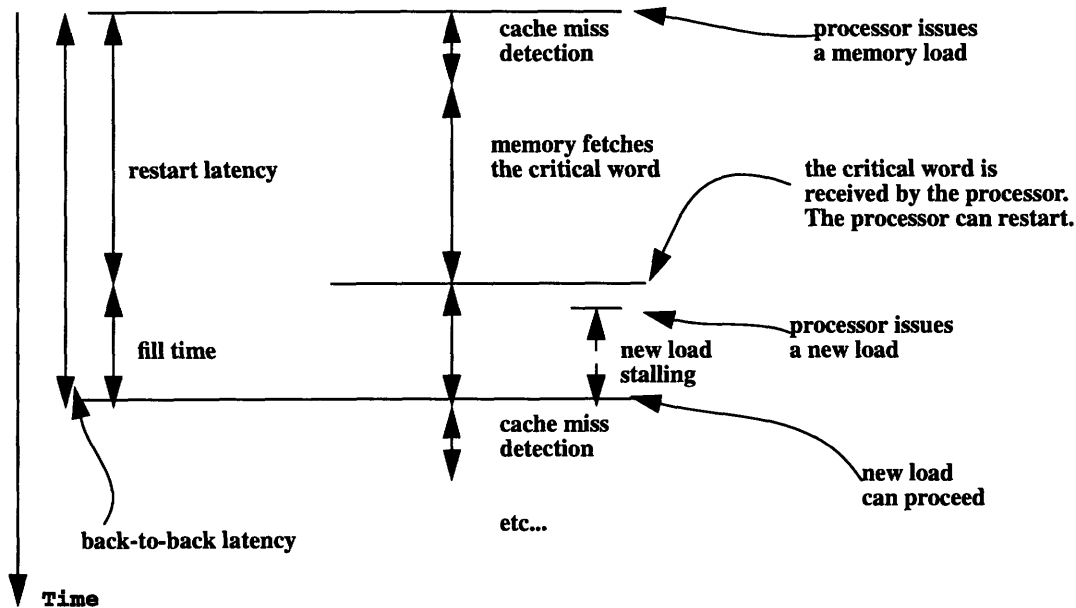 cache miss
detection
processor issues
a memory load
restart latency
memory fetches
the critical word
the critical word is
received by the processor.
The processor can restart.
fill time
new load
stalling
processor issues
a new load
cache miss
detection
new load
can proceed
back-to-back latency
etc...
Time